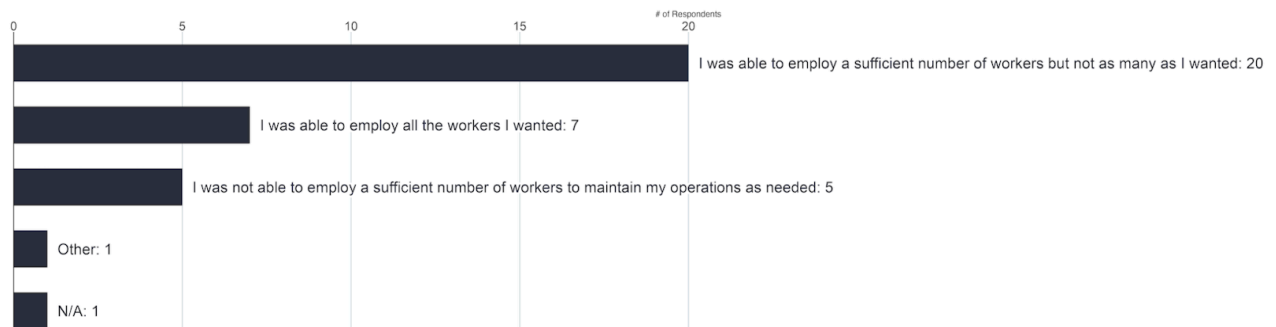 # of Respondents
0 5 10 15 20
I was able to employ a sufficient number of workers but not as many as I wanted: 20
I was able to employ all the workers I wanted: 7
I was not able to employ a sufficient number of workers to maintain my operations as needed: 5
Other: 1
N/A: 1